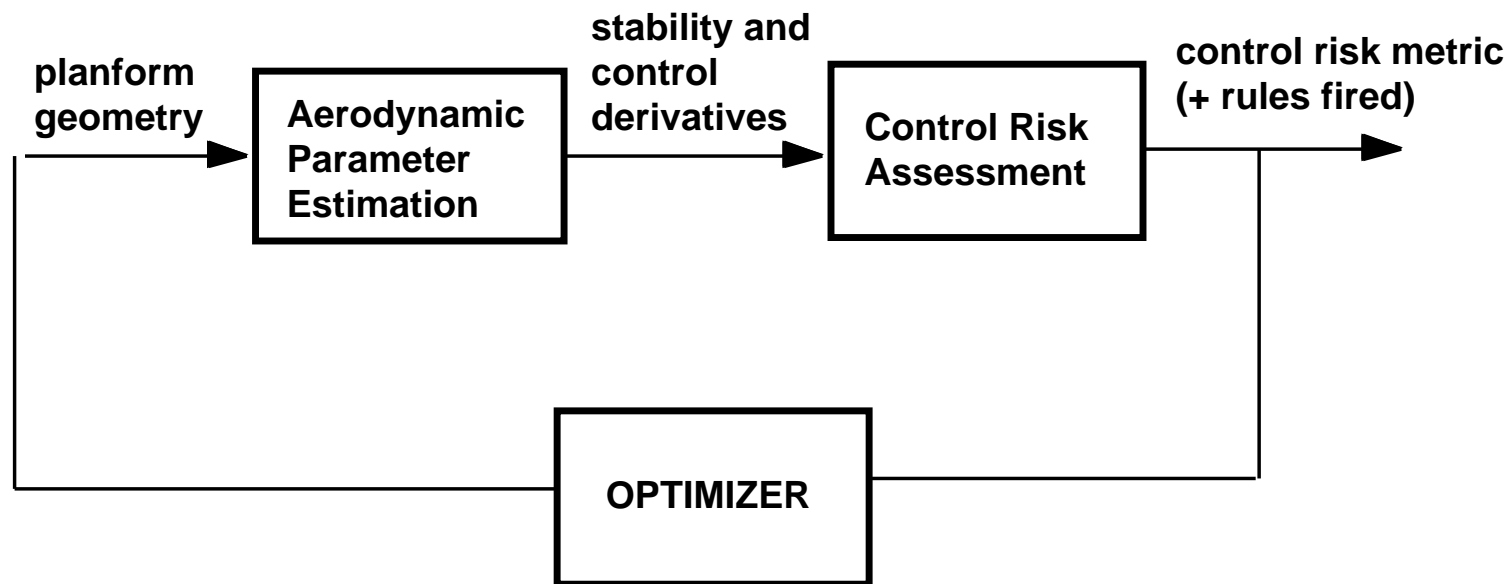 planform
geometry
Aerodynamic
Parameter
Estimation
stability and
control
derivatives
Control Risk
Assessment
control risk metric
(+ rules fired)
OPTIMIZER